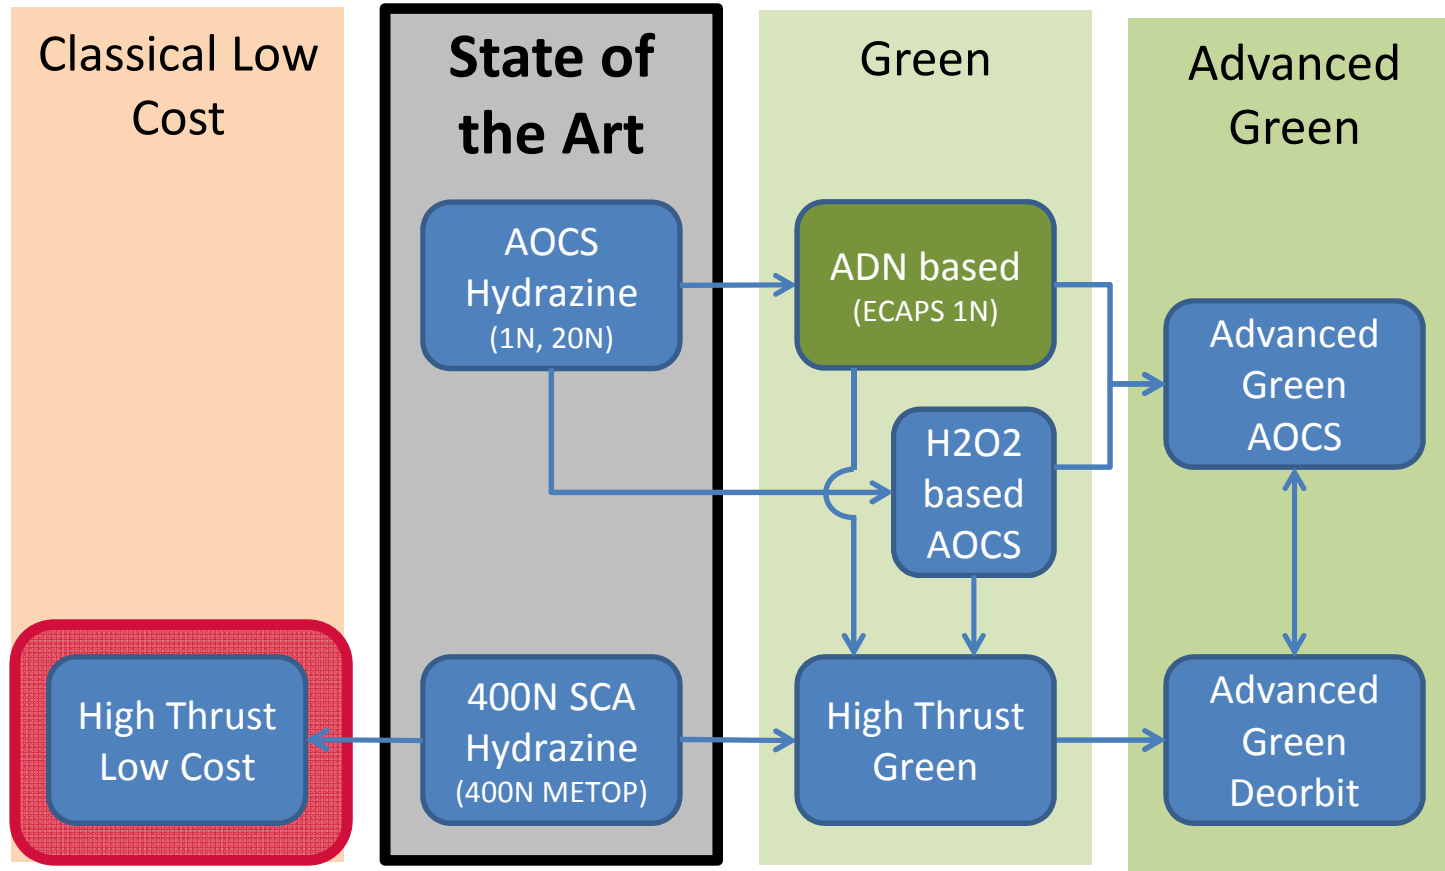 Classical Low
Cost
State of
the Art
Green
Advanced
Green
AOCS
Hydrazine
(1N, 20N)
ADN based
(ECAPS 1N)
Advanced
Green
AOCS
H2O2
based
AOCS
High Thrust
Low Cost
400N SCA
Hydrazine
(400N METOP)
High Thrust
Green
Advanced
Green
Deorbit